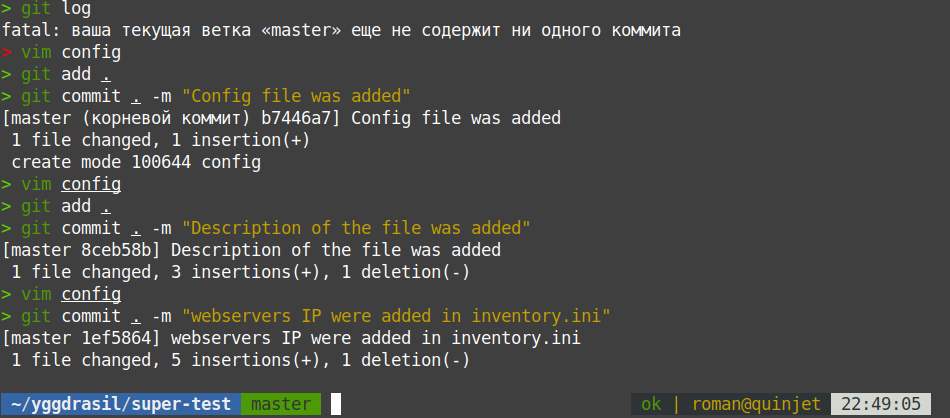 > git log
fatal: ваша текущая ветка «master» еще не содержит ни одного коммита
> vim config
> git add .
> git commit . -m "Config file was added"
[master (корневой коммит) b7446a7] Config file was added
 1 file changed, 1 insertion(+)
 create mode 100644 config
> vim config
> git add .
> git commit . -m "Description of the file was added"
[master 8ceb58b] Description of the file was added
 1 file changed, 3 insertions(+), 1 deletion(-)
> vim config
> git commit . -m "webservers IP were added in inventory.ini"
[master 1ef5864] webservers IP were added in inventory.ini
 1 file changed, 5 insertions(+), 1 deletion(-)
~/yggdrasil/super-test master ok | roman@quinjet 22:49:05